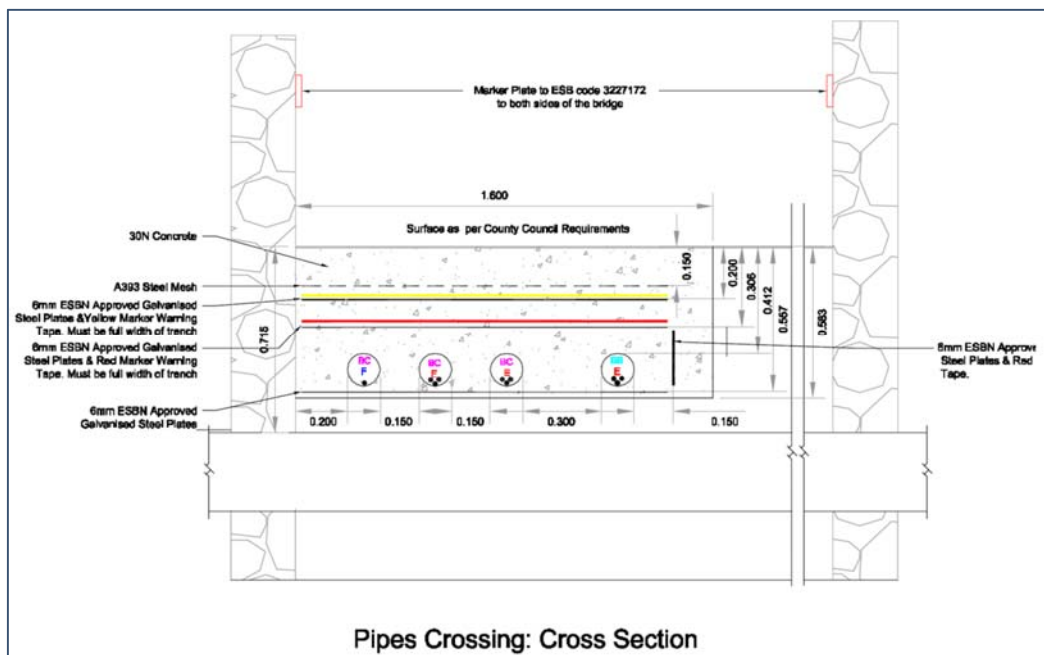 Marker Plate to ESB code 3227172
to both sides of the bridge
1.600
Surface as per County Council Requirements
30N Concrete
A393 Steel Mesh
6mm ESBN Approved Galvanised
Steel Plates &Yellow Marker Warning
Tape. Must be full width of trench
6mm ESBN Approved Galvanised
Steel Plates & Red Marker Warning
Tape. Must be full width of trench
6mm ESBN Approved
Galvanised Steel Plates
0.715
0.150
0.200
0.306
0.412
0.557
0.583
6mm ESBN Approve
Steel Plates & Red
Tape.
BC
F
BC
F
BC
E
BB
E
0.200
0.150
0.150
0.300
0.150
Pipes Crossing: Cross Section